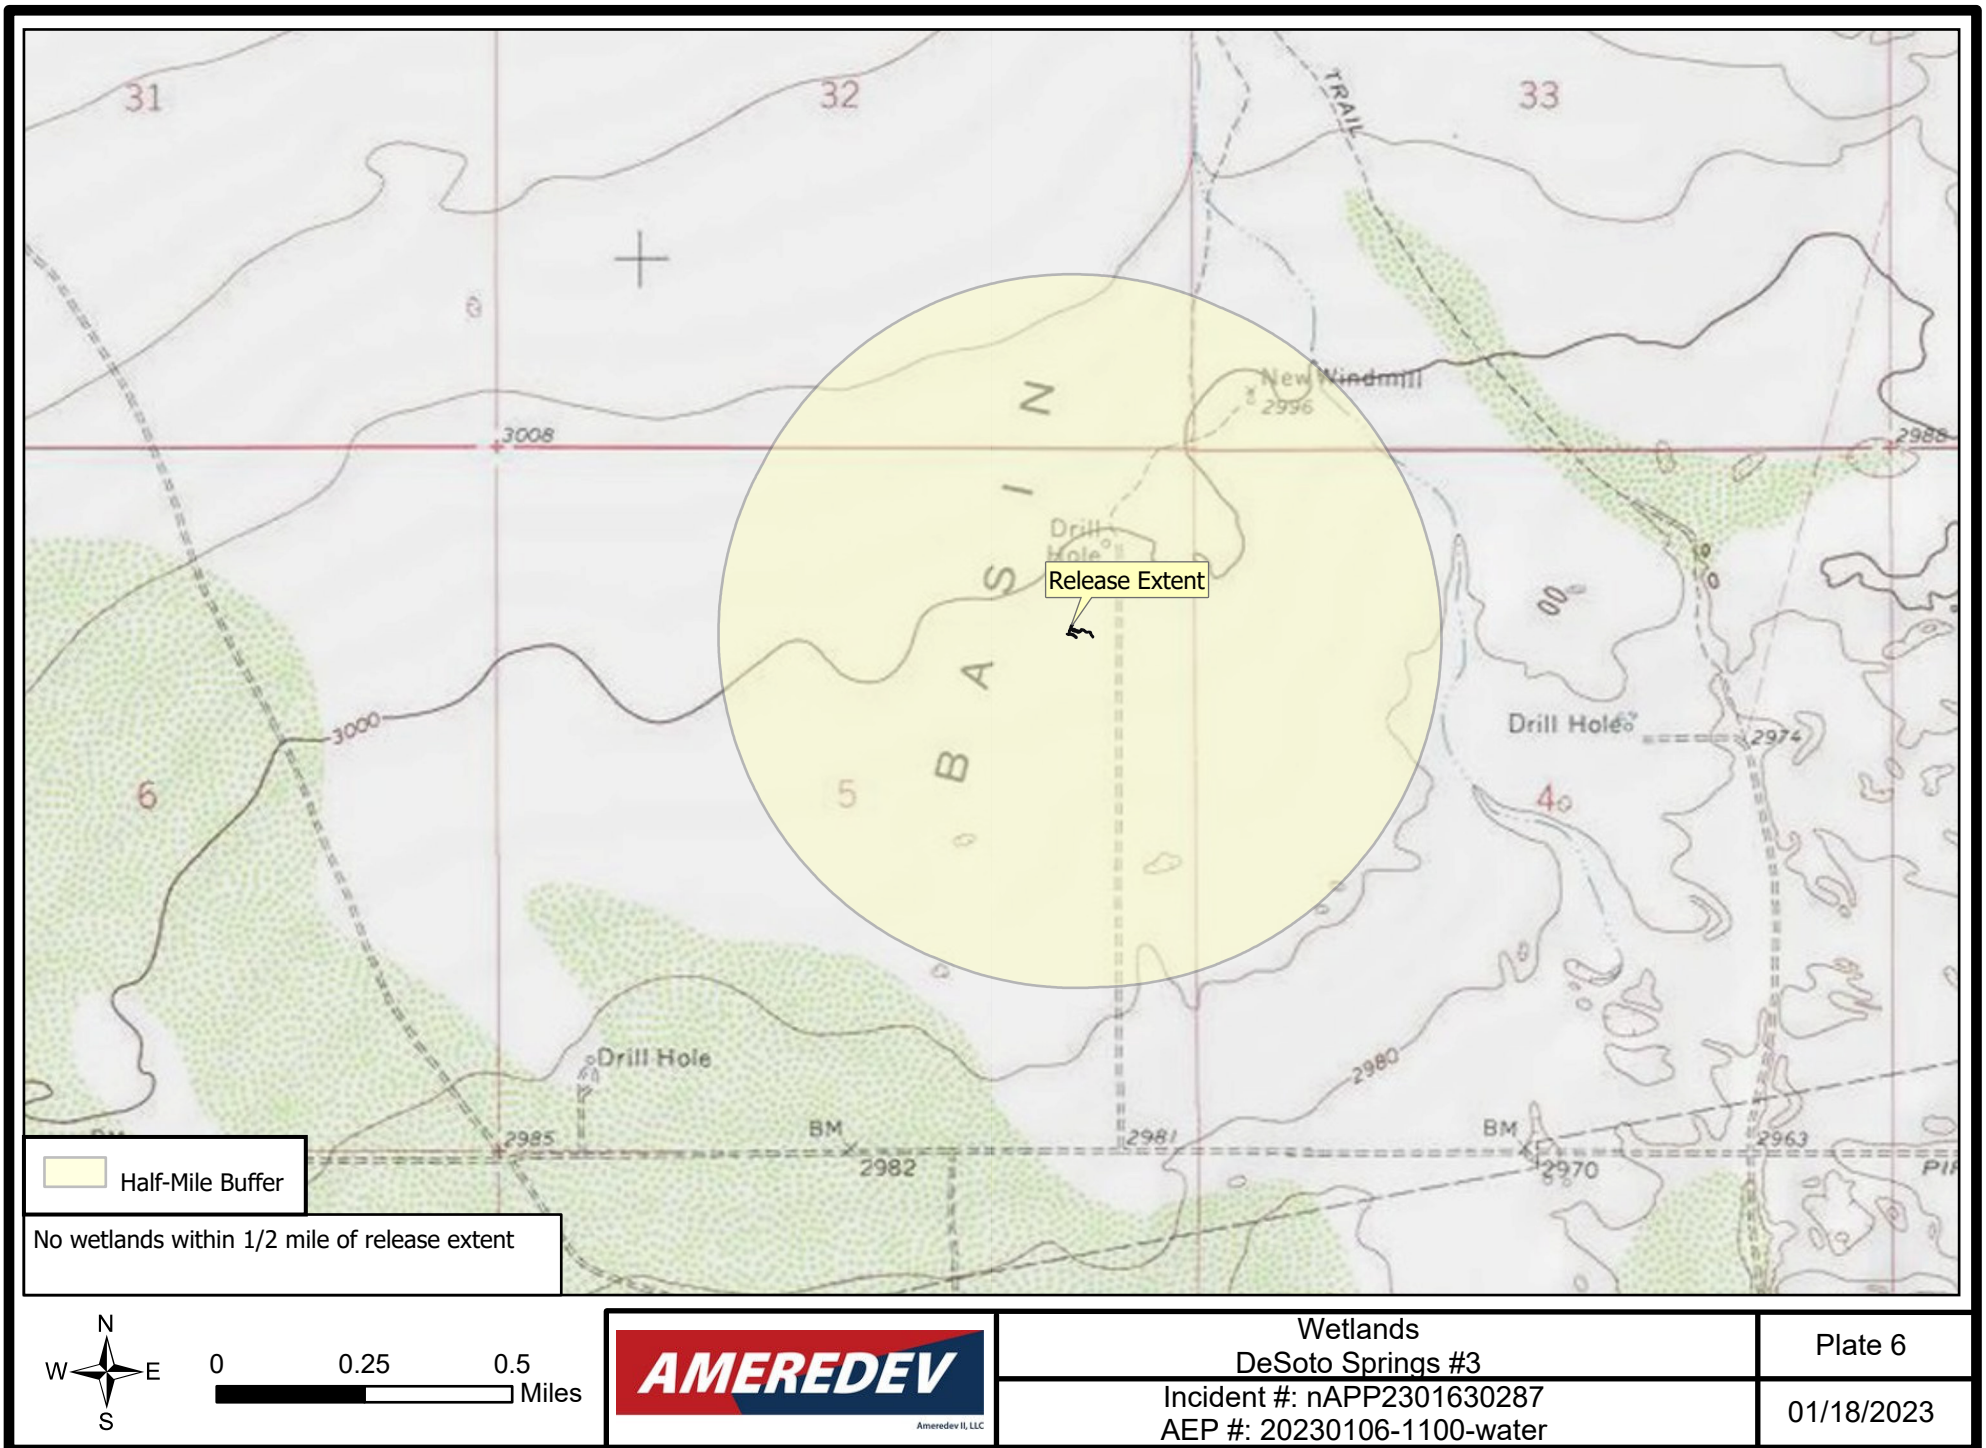 31
32
33
TRAIL
New Windmill
2996
3008
2988
Drill
Hole
BASIN
Release Extent
3000
Drill Hole
2974
6
5
4
Drill Hole
2980
2985
BM
2982
2981
BM
2970
2963
Half-Mile Buffer
No wetlands within 1/2 mile of release extent
N
W E
S
0 0.25 0.5
Miles
AMEREDEV
Ameredev II, LLC
Wetlands
DeSoto Springs #3
Incident #: nAPP2301630287
AEP #: 20230106-1100-water
Plate 6
01/18/2023